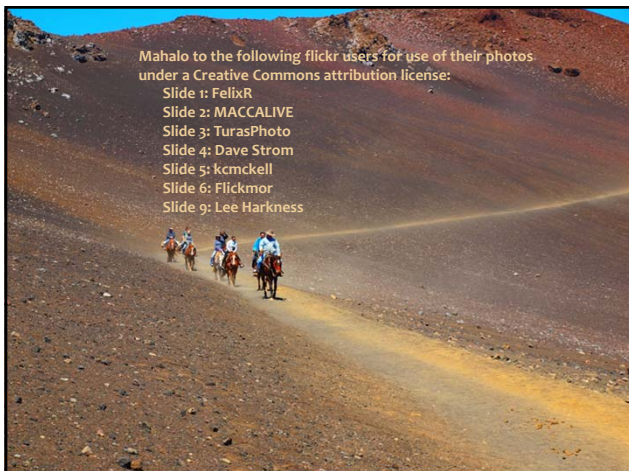 Mahalo to the following flickr users for use of their photos
under a Creative Commons attribution license:
Slide 1: FelixR
Slide 2: MACCALIVE
Slide 3: TurasPhoto
Slide 4: Dave Strom
Slide 5: kcmckell
Slide 6: Flickmor
Slide 9: Lee Harkness